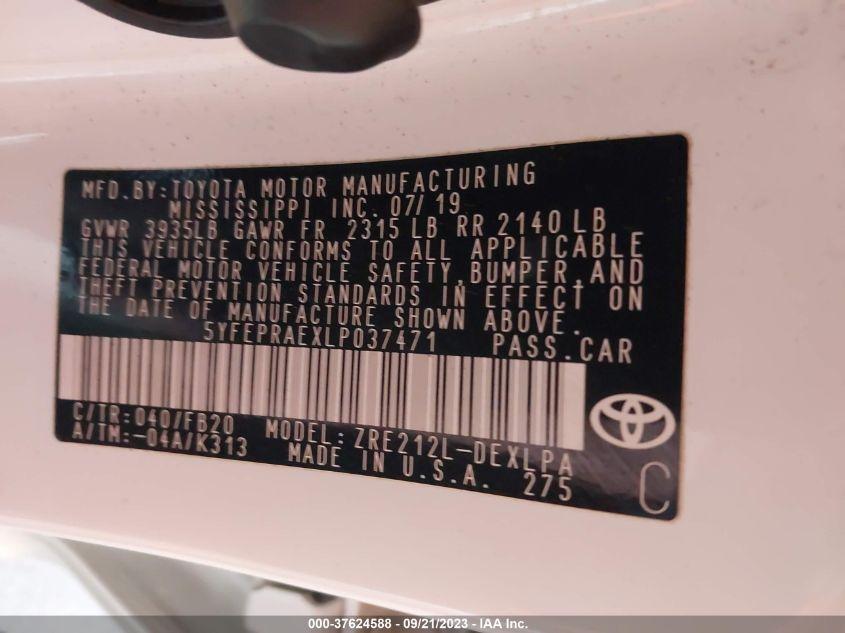 MFD.BY:TOYOTA MOTOR MANUFACTURING
MISSISSIPPI INC. 07/19
GVWR 3935LB GAWR FR 2315 LB RR 2140 LB
THIS VEHICLE CONFORMS TO ALL APPLICABLE
FEDERAL MOTOR VEHICLE SAFETY,BUMPER,AND
THEFT PREVENTION STANDARDS IN EFFECT ON
THE DATE OF MANUFACTURE SHOWN ABOVE.
5YFEPRAEXLP037471 PASS.CAR
C/TR:040/FB20 MODEL:ZRE212L-DEXLPA
A/TM:-04A/K313 MADE IN U.S.A. 275
C
000-37624588 - 09/21/2023 - IAA Inc.